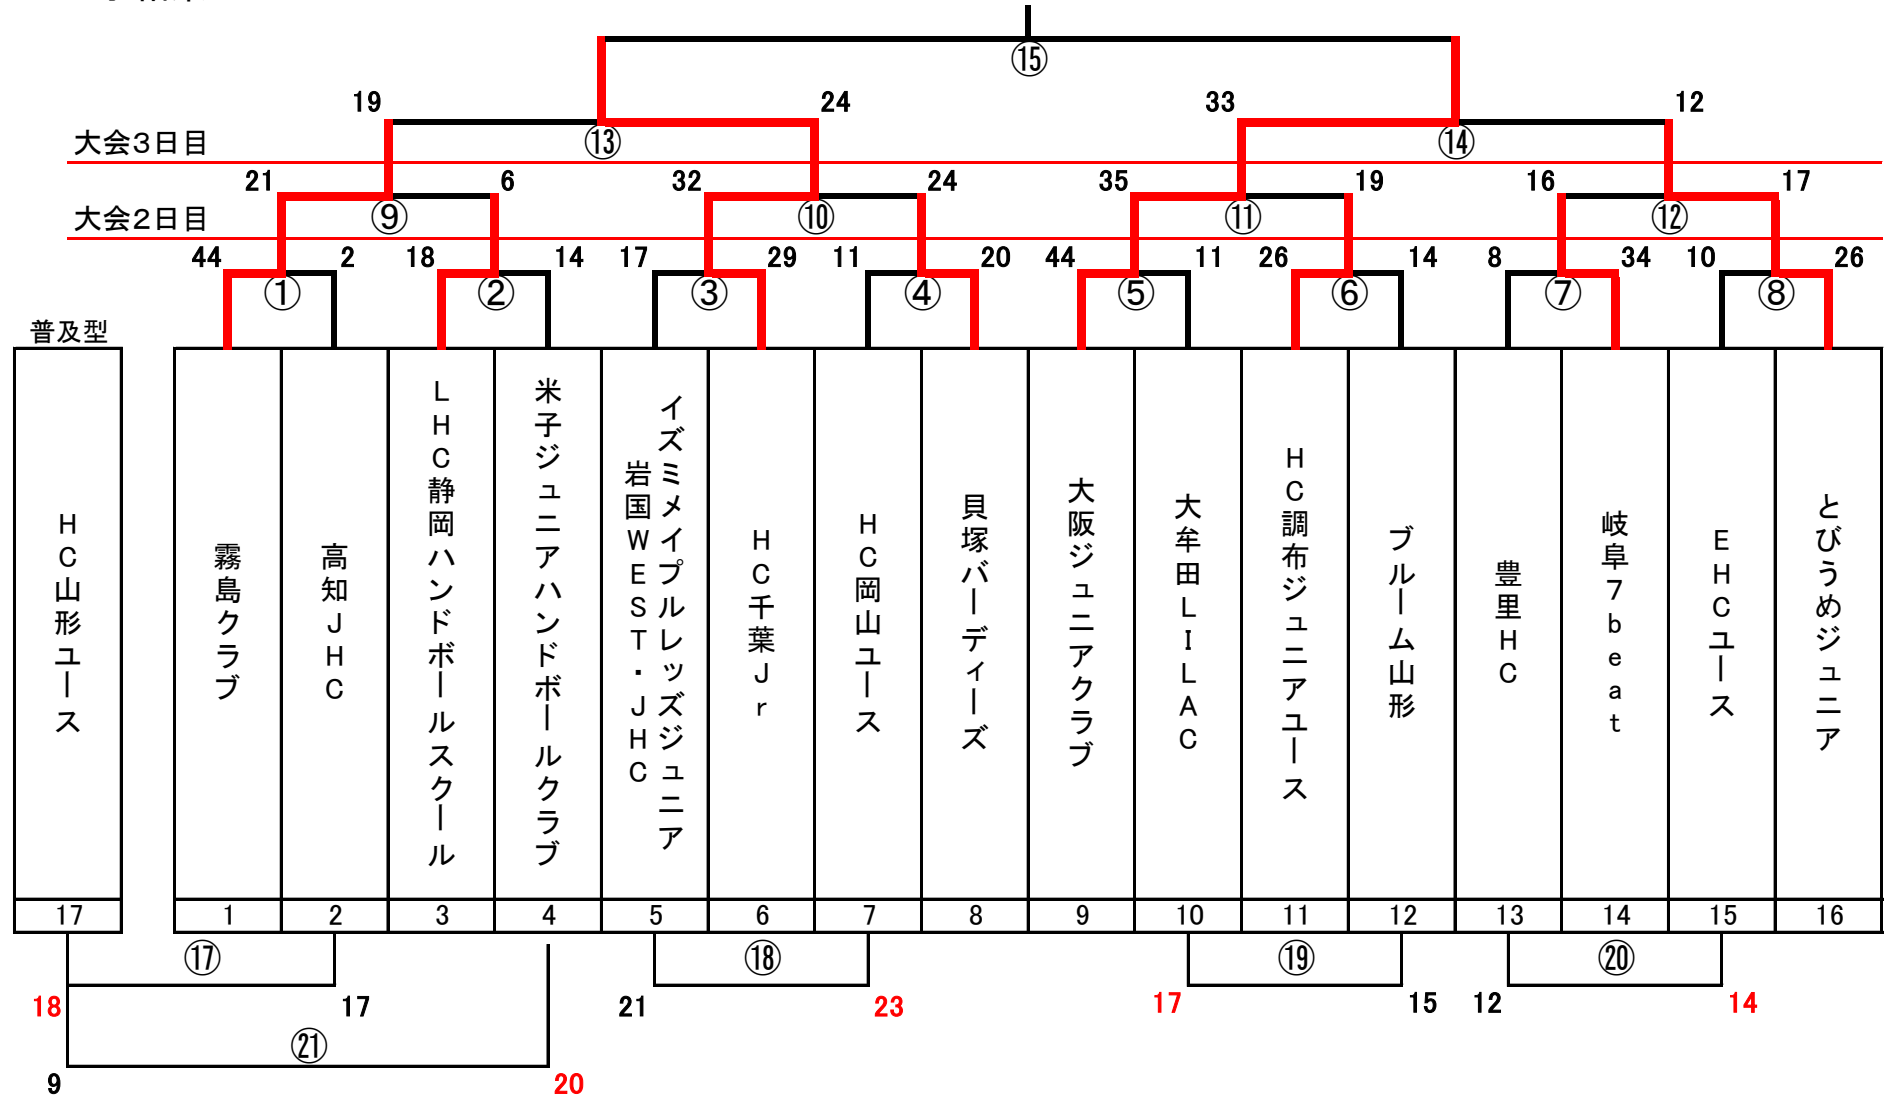 ⑮
19 24 33 12
大会3日目 ⑬ ⑭
21 6 32 24 35 19 16 17
大会2日目 ⑨ ⑩ ⑪ ⑫
44 2 18 14 17 29 11 20 44 11 26 14 8 34 10 26
① ② ③ ④ ⑤ ⑥ ⑦ ⑧
普及型
HC山形ユース
霧島クラブ
高知JHC
LHC静岡ハンドボールスクール
米子ジュニアハンドボールクラブ
イズミメイプルレッズジュニア
岩国WEST・JHC
HC千葉Jr
HC岡山ユース
貝塚バーディーズ
大阪ジュニアクラブ
大牟田LILAC
HC調布ジュニアユース
ブルーム山形
豊里HC
岐阜7beat
EHCユース
とびうめジュニア
17 1 2 3 4 5 6 7 8 9 10 11 12 13 14 15 16
⑰ ⑱ ⑲ ⑳
18 17 21 23 17 15 12 14
㉑
9 20